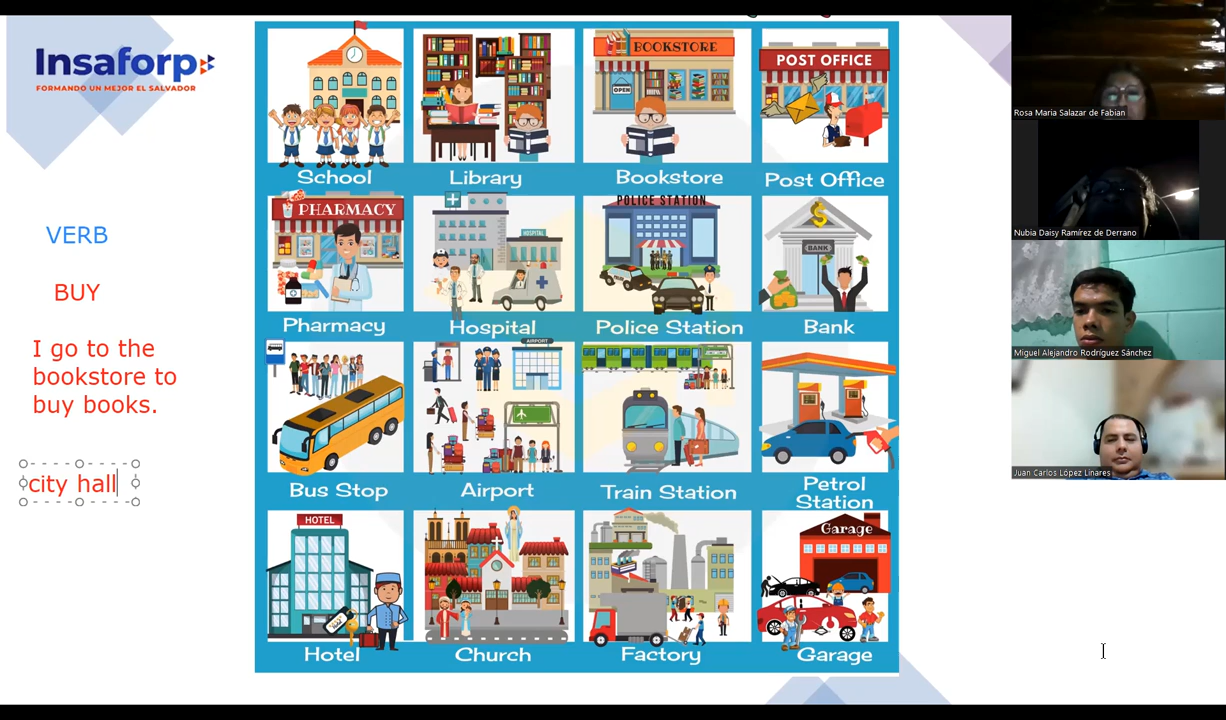 Insaforp
FORMANDO UN MEJOR EL SALVADOR
VERB
BUY
I go to the
bookstore to
buy books.
city hall
School
BOOKSTORE
OPEN
POST OFFICE
Library
Bookstore
Post Office
PHARMACY
HOSPITAL
POLICE STATION
BANK
Pharmacy
Hospital
Police Station
Bank
AIRPORT
Bus Stop
Airport
Train Station
Petrol
Station
HOTEL
Garage
Hotel
Church
Factory
Garage
Rosa Maria Salazar de Fabian
Nubia Daisy Ramírez de Derrano
Miguel Alejandro Rodríguez Sánchez
Juan Carlos López Linares